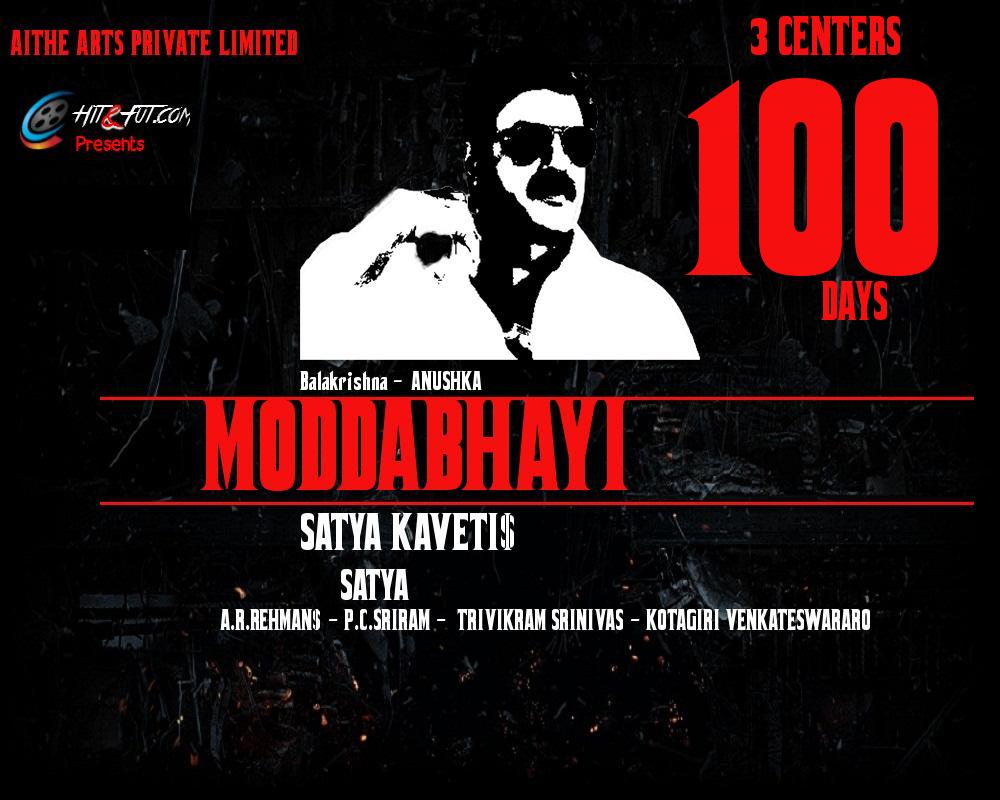 AITHE ARTS PRIVATE LIMITED
HIT&FUT.COM
Presents
3 CENTERS
100
DAYS
Balakrishna - ANUSHKA
MODDABHAYI
SATYA KAVETI$
SATYA
A.R.REHMAN$ - P.C.SRIRAM - TRIVIKRAM SRINIVAS - KOTAGIRI VENKATESWARARO